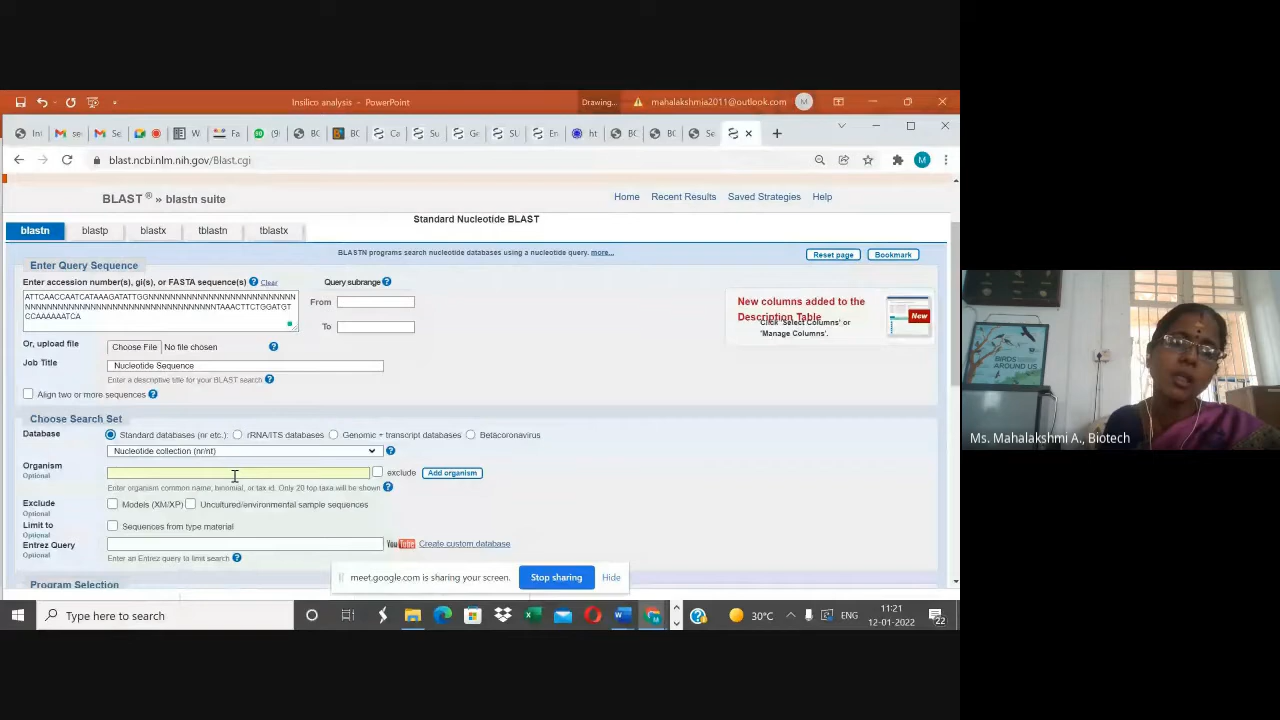 Insilico analysis - PowerPoint
Drawing...
mahalakshmia2011@outlook.com
M
blast.ncbi.nlm.nih.gov/Blast.cgi
M
BLAST ® » blastn suite
Home Recent Results Saved Strategies Help
Standard Nucleotide BLAST
blastn blastp blastx tblastn tblastx
BLASTN programs search nucleotide databases using a nucleotide query. more...
Reset page Bookmark
Enter Query Sequence
Enter accession number(s), gi(s), or FASTA sequence(s) Clear
Query subrange
CCAAAAAATCA
From
To
New columns added to the
Description Table
Click 'Select Columns' or
'Manage Columns'.
New
Or, upload file Choose File No file chosen
Job Title Nucleotide Sequence
Enter a descriptive title for your BLAST search
Align two or more sequences
Choose Search Set
Database Standard databases (nr etc.): rRNA/ITS databases Genomic + transcript databases Betacoronavirus
Nucleotide collection (nr/nt)
Organism
Optional
exclude Add organism
Enter organism common name, binomial, or tax id. Only 20 top taxa will be shown
Exclude
Optional
Models (XM/XP) Uncultured/environmental sample sequences
Limit to
Optional
Sequences from type material
Entrez Query
Optional
YouTube Create custom database
Enter an Entrez query to limit search
Program Selection
meet.google.com is sharing your screen. Stop sharing Hide
Type here to search
30°C
ENG
11:21
12-01-2022
22
BIRDS
AROUND US
Ms. Mahalakshmi A., Biotech